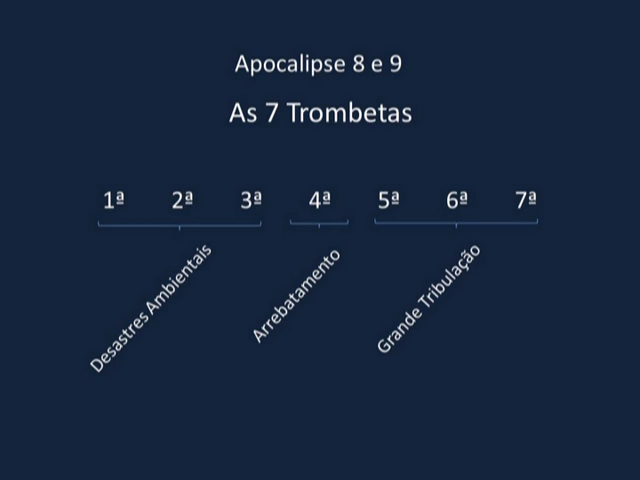 Apocalipse 8 e 9
As 7 Trombetas
1ª 2ª 3ª 4ª 5ª 6ª 7ª
Desastres Ambientais
Arrebatamento
Grande Tribulação